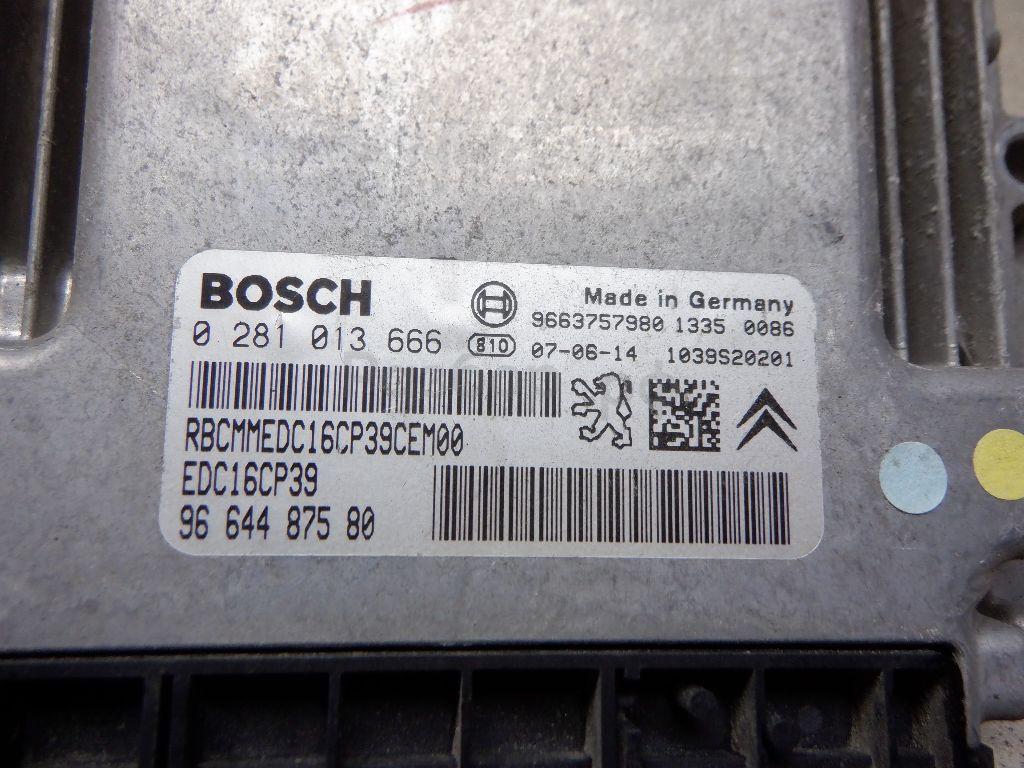 BOSCH
Made in Germany
9663757980 1335 0086
0 281 013 666 810 07-06-14 1039S20201
RBCMMEDC16CP39CEM00
EDC16CP39
96 644 875 80